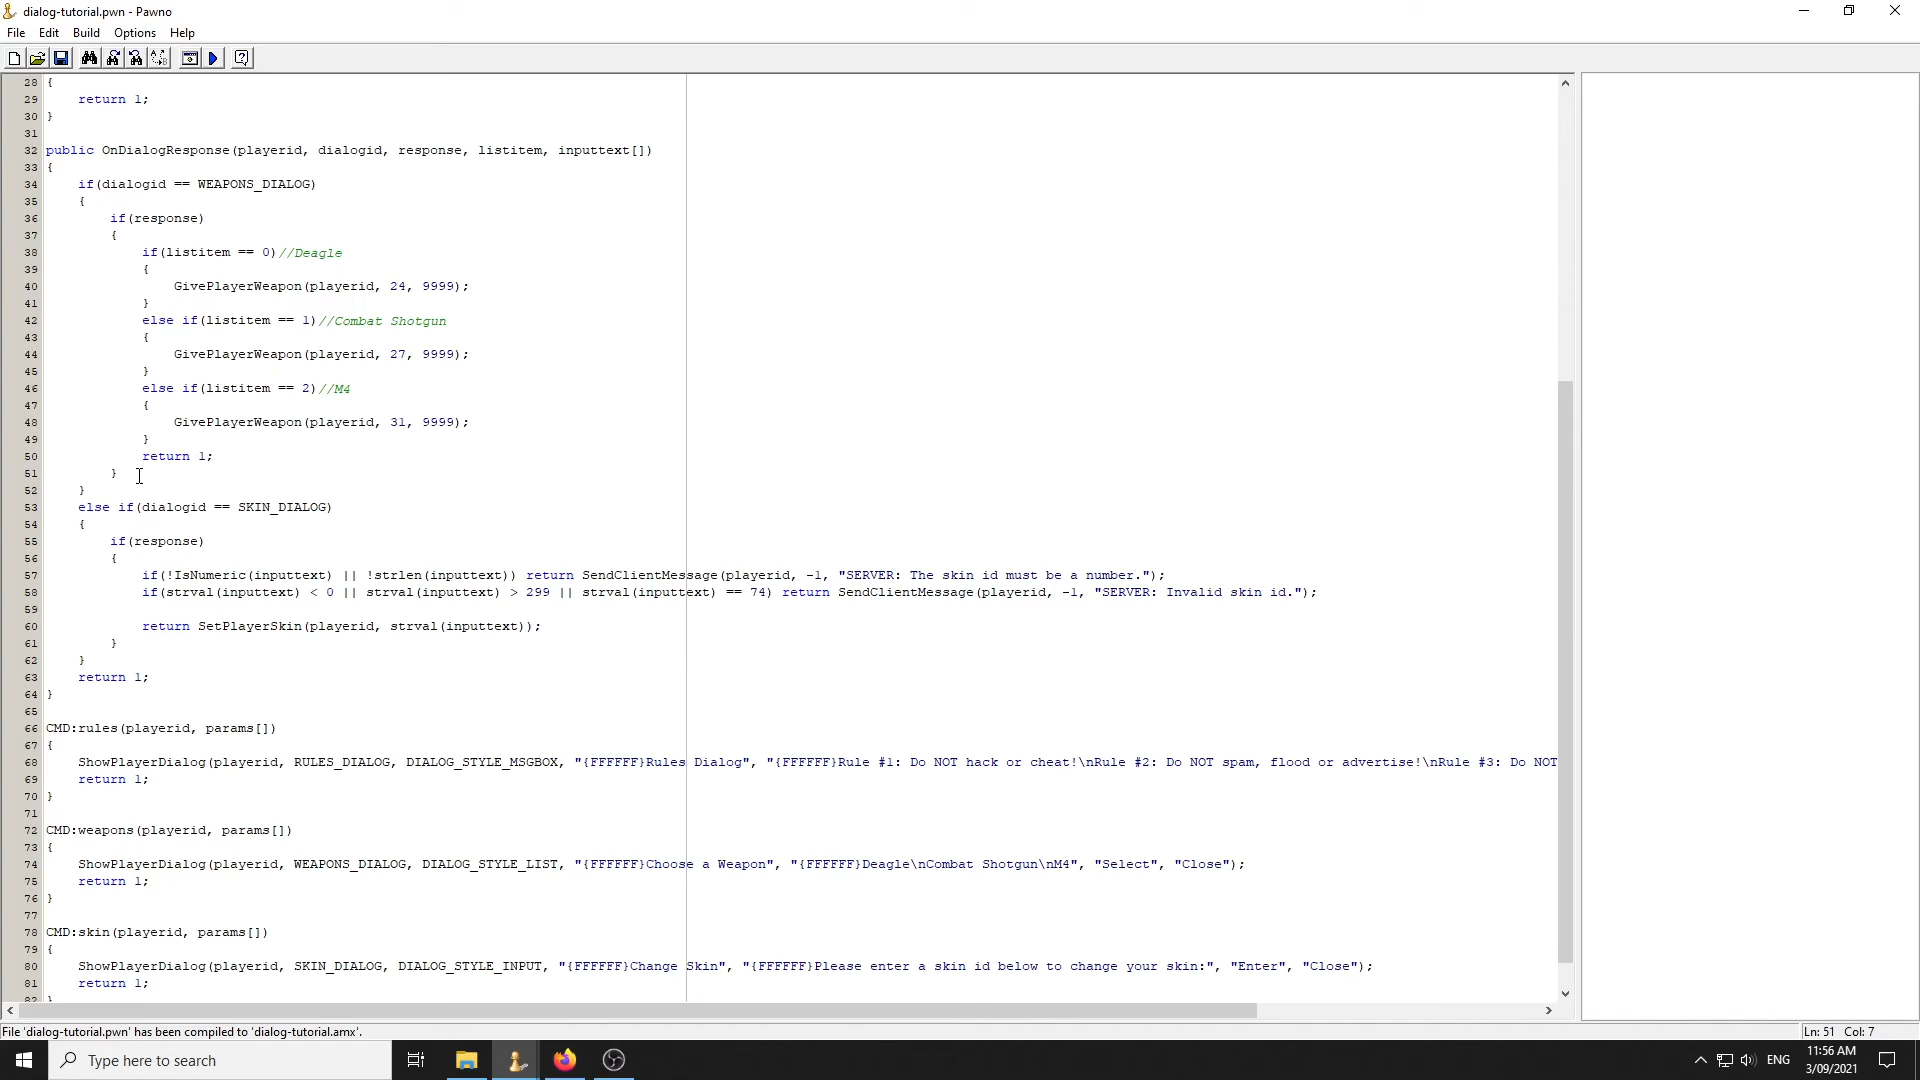 dialog-tutorial.pwn - Pawno
File Edit Build Options Help
28 {
29 return 1;
30 }
31
32 public OnDialogResponse(playerid, dialogid, response, listitem, inputtext[])
33 {
34 if(dialogid == WEAPONS_DIALOG)
35 {
36 if(response)
37 {
38 if(listitem == 0)//Deagle
39 {
40 GivePlayerWeapon(playerid, 24, 9999);
41 }
42 else if(listitem == 1)//Combat Shotgun
43 {
44 GivePlayerWeapon(playerid, 27, 9999);
45 }
46 else if(listitem == 2)//M4
47 {
48 GivePlayerWeapon(playerid, 31, 9999);
49 }
50 return 1;
51 }
52 }
53 else if(dialogid == SKIN_DIALOG)
54 {
55 if(response)
56 {
57 if(!IsNumeric(inputtext) || !strlen(inputtext)) return SendClientMessage(playerid, -1, "SERVER: The skin id must be a number.");
58 if(strval(inputtext) < 0 || strval(inputtext) > 299 || strval(inputtext) == 74) return SendClientMessage(playerid, -1, "SERVER: Invalid skin id.");
59
60 return SetPlayerSkin(playerid, strval(inputtext));
61 }
62 }
63 return 1;
64 }
65
66 CMD:rules(playerid, params[])
67 {
68 ShowPlayerDialog(playerid, RULES_DIALOG, DIALOG_STYLE_MSGBOX, "{FFFFFF}Rules Dialog", "{FFFFFF}Rule #1: Do NOT hack or cheat!\nRule #2: Do NOT spam, flood or advertise!\nRule #3: Do NOT
69 return 1;
70 }
71
72 CMD:weapons(playerid, params[])
73 {
74 ShowPlayerDialog(playerid, WEAPONS_DIALOG, DIALOG_STYLE_LIST, "{FFFFFF}Choose a Weapon", "{FFFFFF}Deagle\nCombat Shotgun\nM4", "Select", "Close");
75 return 1;
76 }
77
78 CMD:skin(playerid, params[])
79 {
80 ShowPlayerDialog(playerid, SKIN_DIALOG, DIALOG_STYLE_INPUT, "{FFFFFF}Change Skin", "{FFFFFF}Please enter a skin id below to change your skin:", "Enter", "Close");
81 return 1;
82 }
File 'dialog-tutorial.pwn' has been compiled to 'dialog-tutorial.amx'.
Ln: 51 Col: 7
Type here to search
ENG
11:56 AM
3/09/2021